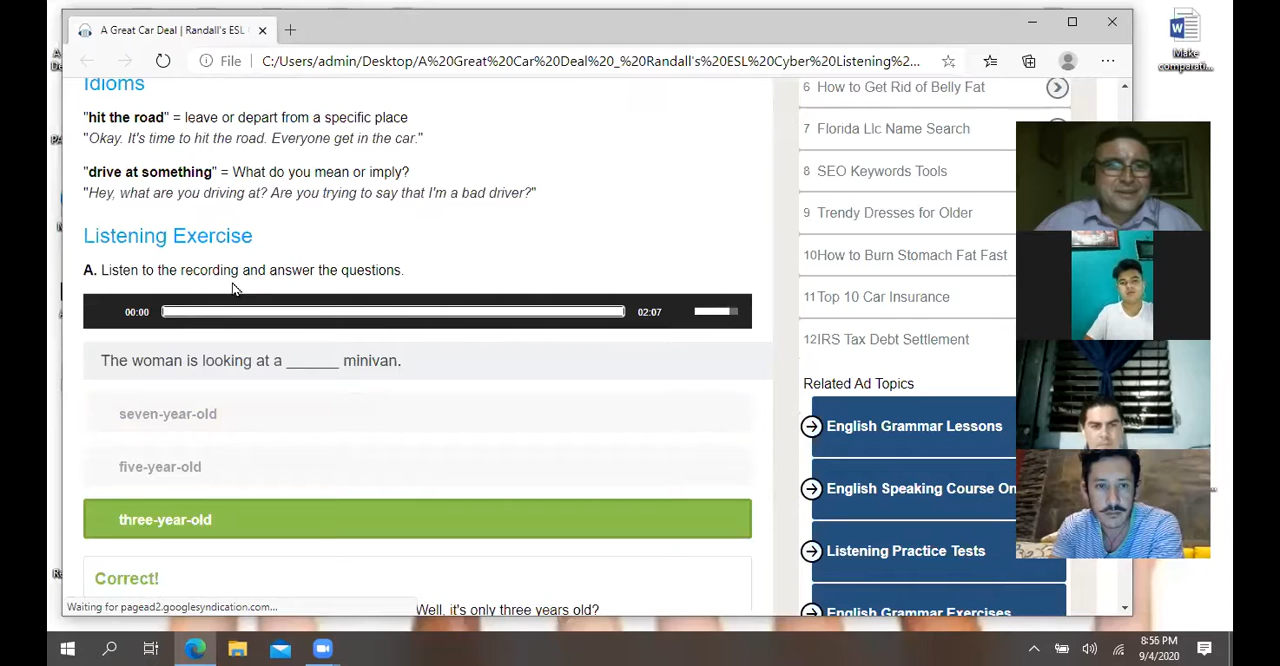 A Great Car Deal | Randall's ESL
File
C:/Users/admin/Desktop/A%20Great%20Car%20Deal%20_%20Randall's%20ESL%20Cyber%20Listening%2...
Make
comparati...
Idioms
"hit the road" = leave or depart from a specific place
"Okay. It's time to hit the road. Everyone get in the car."
"drive at something" = What do you mean or imply?
"Hey, what are you driving at? Are you trying to say that I'm a bad driver?"
Listening Exercise
A. Listen to the recording and answer the questions.
00:00
02:07
The woman is looking at a ______ minivan.
seven-year-old
five-year-old
three-year-old
Correct!
Well, it's only three years old?
Waiting for pagead2.googlesyndication.com...
6 How to Get Rid of Belly Fat
7 Florida Llc Name Search
8 SEO Keywords Tools
9 Trendy Dresses for Older
10 How to Burn Stomach Fat Fast
11 Top 10 Car Insurance
12 IRS Tax Debt Settlement
Related Ad Topics
English Grammar Lessons
English Speaking Course On
Listening Practice Tests
English Grammar Exercises
8:56 PM
9/4/2020